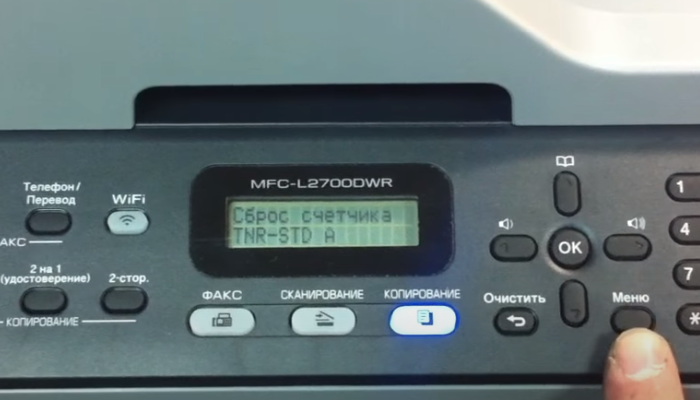 MFC-L2700DWR
Сброс счетчика
TNR-STD A
Телефон/
Перевод
WiFi
АКС
2 на 1
(удостоверение)
2-стор.
КОПИРОВАНИЕ
ФАКС
СКАНИРОВАНИЕ
КОПИРОВАНИЕ
OK
Очистить
Меню
1
4
7
*